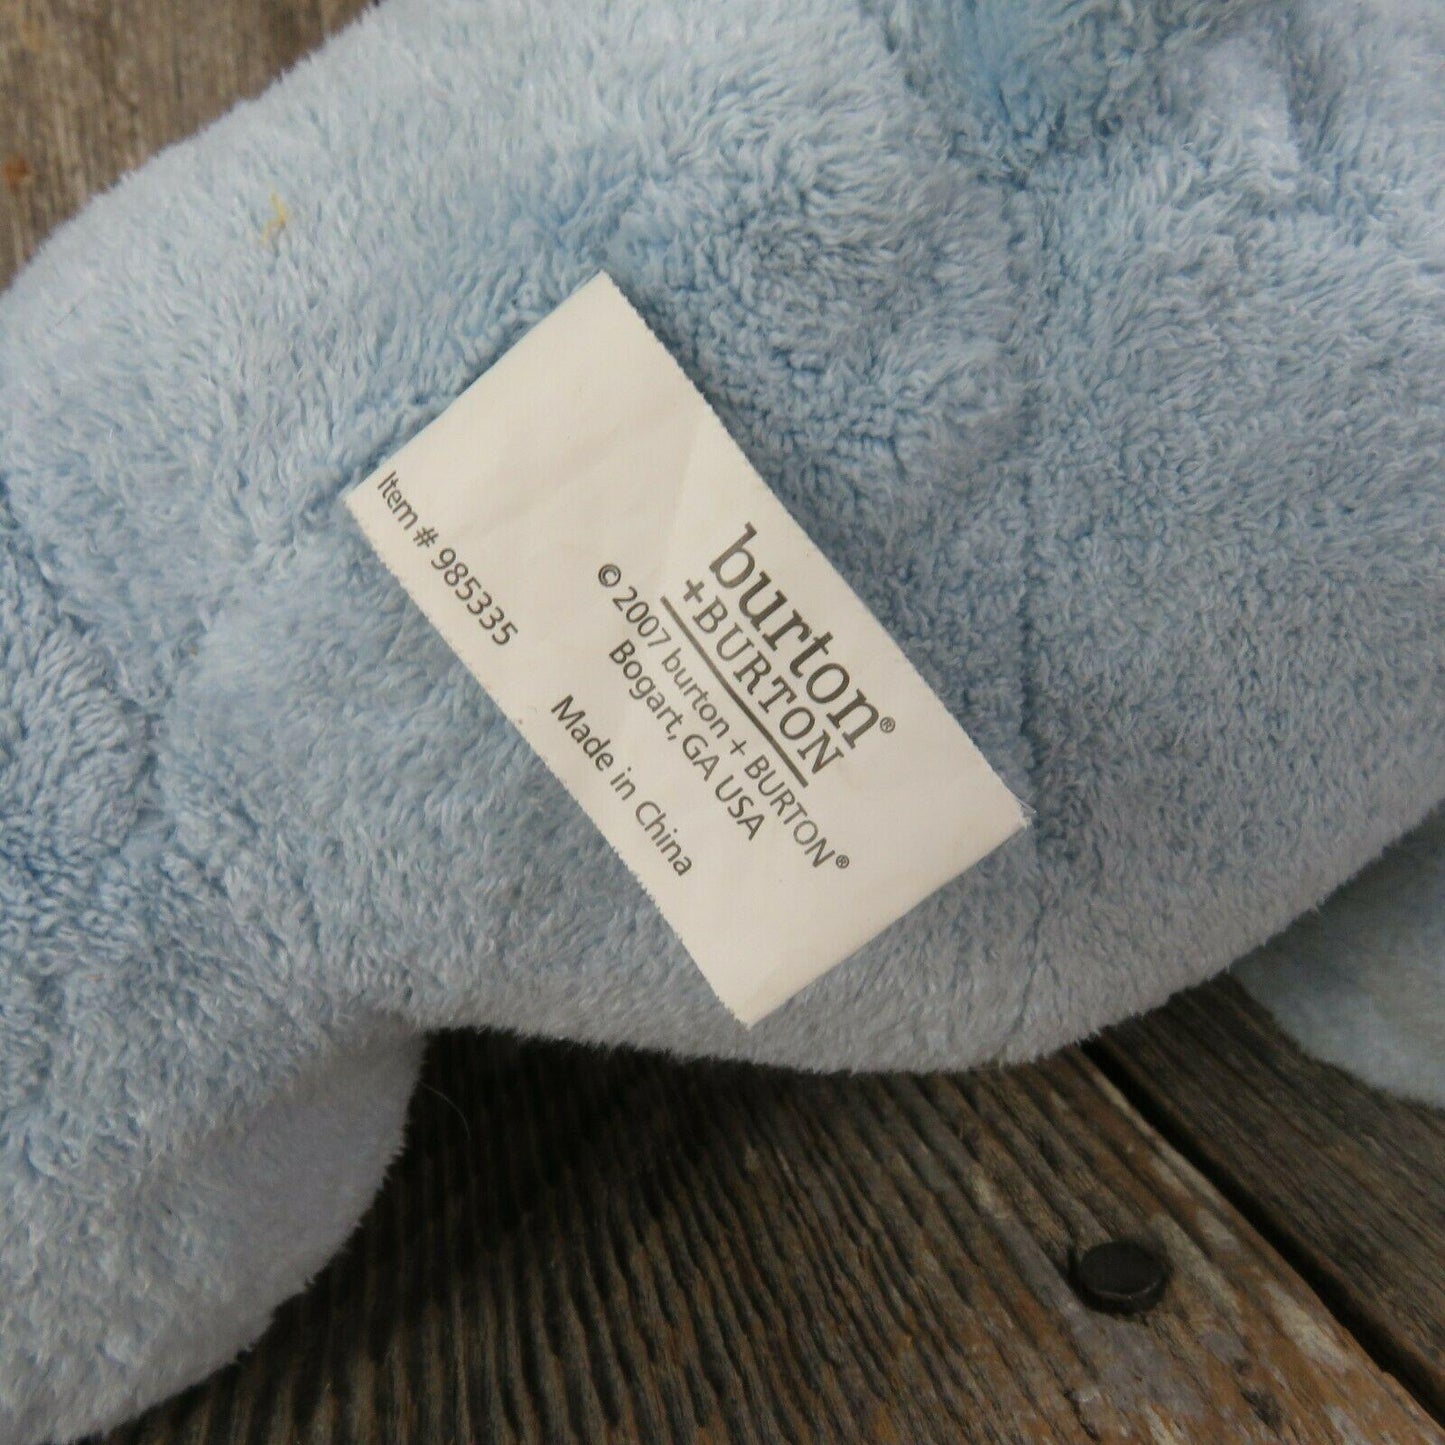 burton®
+BURTON
© 2007 burton + BURTON®
Bogart, GA USA
Made in China
Item # 985335